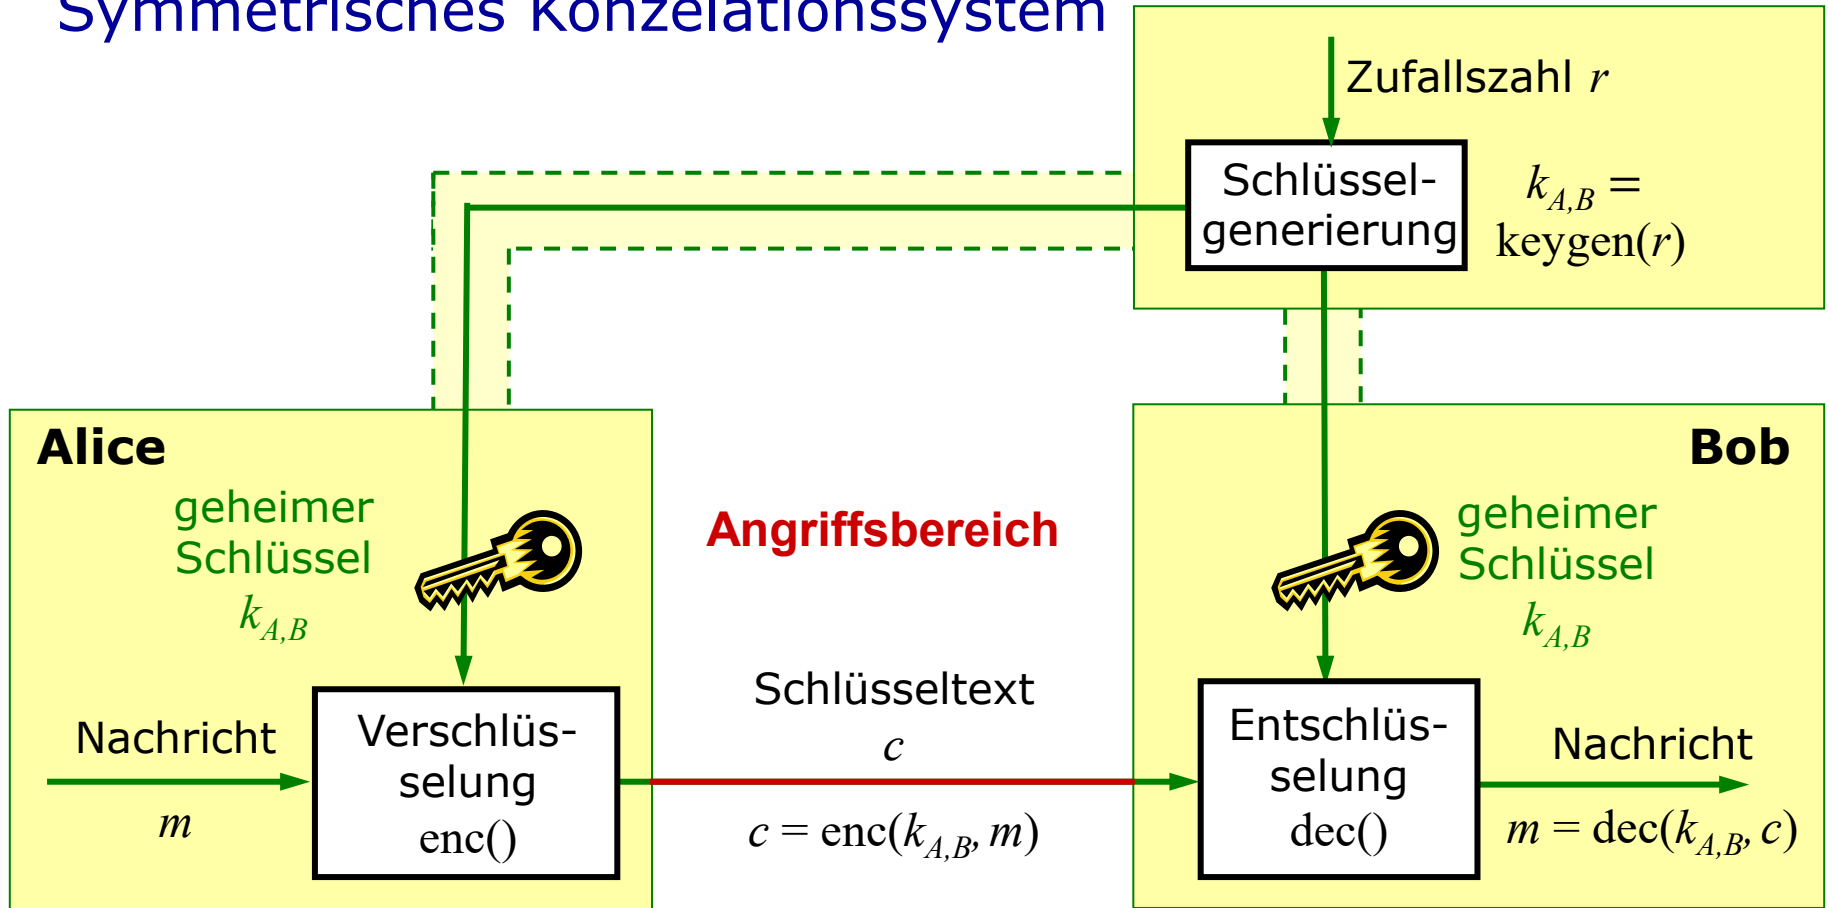 Symmetrisches Konzelationssystem
Zufallszahl r
Schlüssel-
generierung
k_{A,B} =
keygen(r)
Alice
geheimer
Schlüssel
k_{A,B}
Nachricht
m
Verschlüs-
selung
enc()
Angriffsbereich
Schlüsseltext
c
c = enc(k_{A,B}, m)
Bob
geheimer
Schlüssel
k_{A,B}
Entschlüs-
selung
dec()
Nachricht
m = dec(k_{A,B}, c)